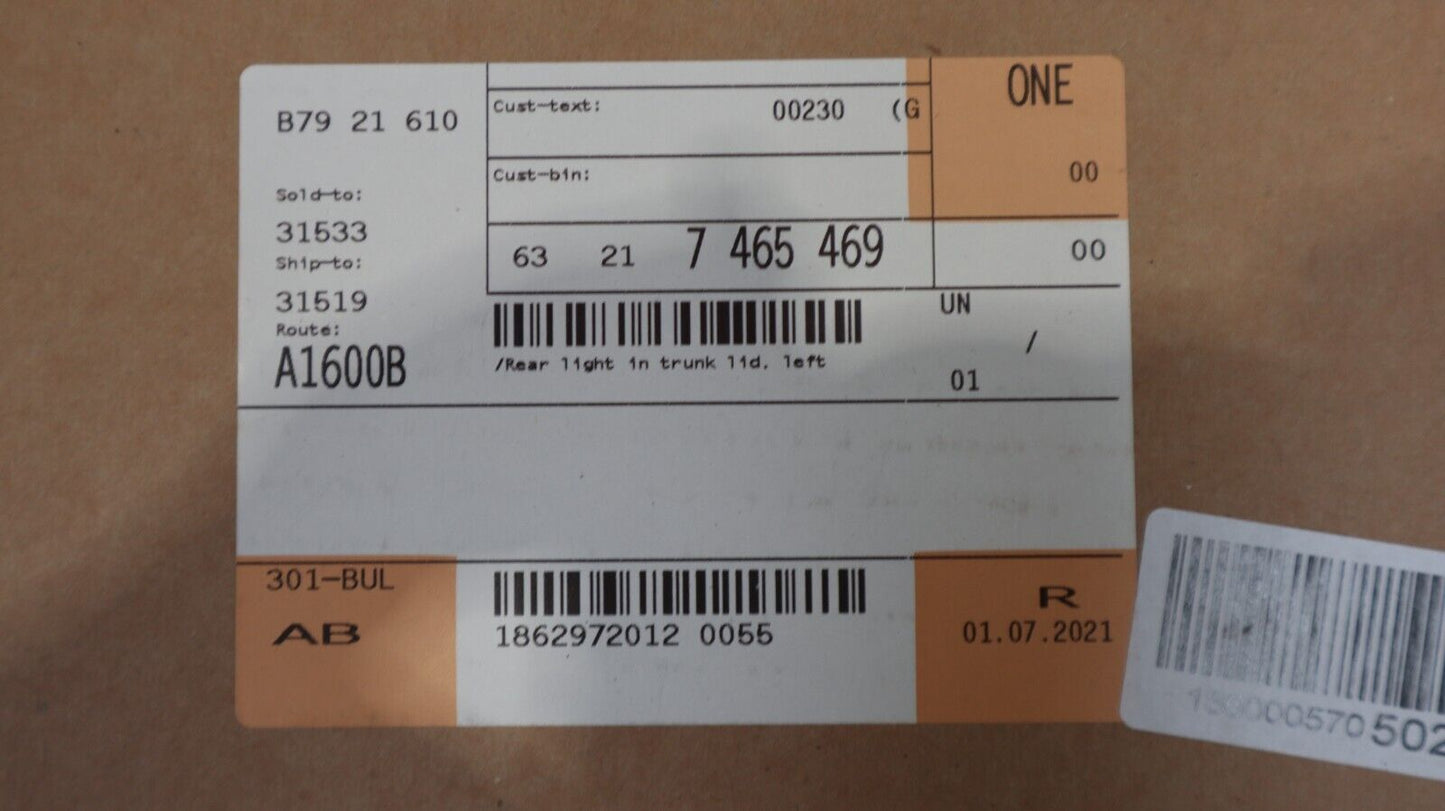 B79 21 610
Sold-to:
31533
Ship-to:
31519
Route:
A1600B
Cust-text: 00230 (G
Cust-bin:
63 21 7 465 469
/Rear light in trunk lid, left
ONE
00
00
UN
/
01
301-BUL
AB
1862972012 0055
R
01.07.2021
502